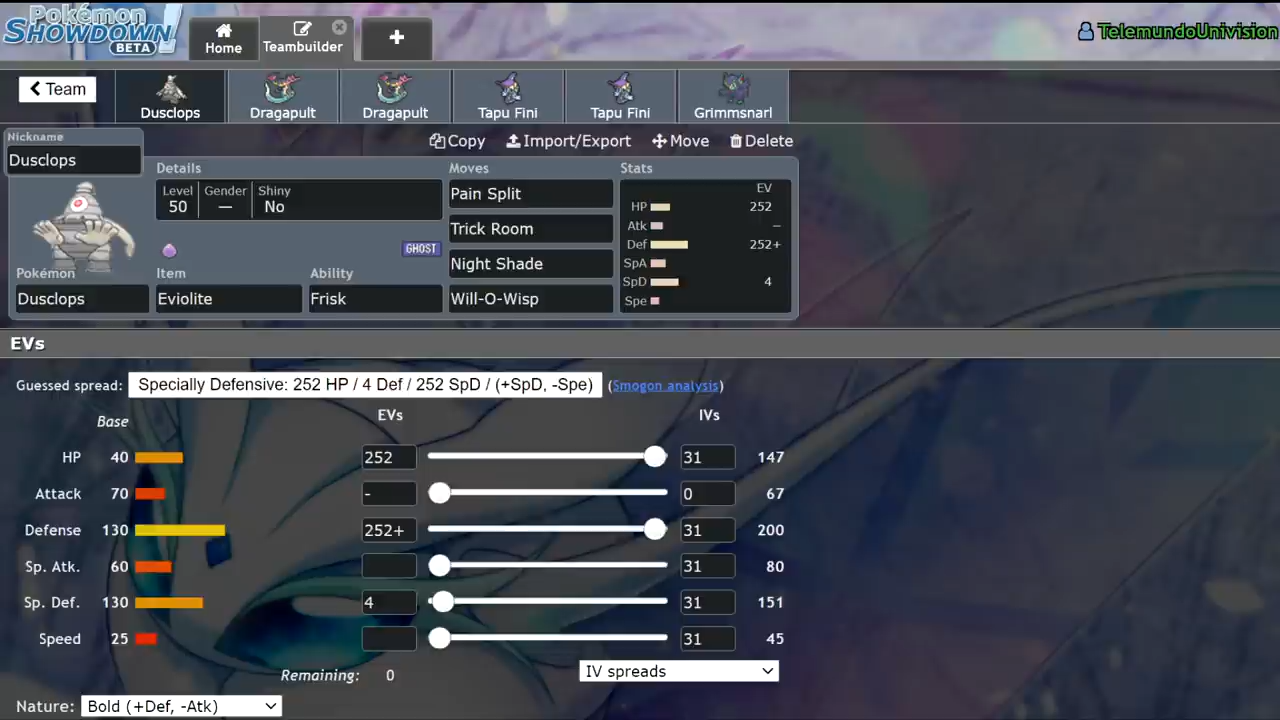 Pokémon
SHOWDOWN!
BETA
Home
Teambuilder
TelemundoUnivision
Team
Dusclops
Dragapult
Dragapult
Tapu Fini
Tapu Fini
Grimmsnarl
Nickname
Dusclops
Copy
Import/Export
Move
Delete
Details
Level
50
Gender
—
Shiny
No
GHOST
Pokémon
Dusclops
Item
Eviolite
Ability
Frisk
Moves
Pain Split
Trick Room
Night Shade
Will-O-Wisp
Stats
EV
HP 252
Atk –
Def 252+
SpA
SpD 4
Spe
EVs
Guessed spread: Specially Defensive: 252 HP / 4 Def / 252 SpD / (+SpD, -Spe) (Smogon analysis)
Base EVs IVs
HP 40 252 31 147
Attack 70 - 0 67
Defense 130 252+ 31 200
Sp. Atk. 60 31 80
Sp. Def. 130 4 31 151
Speed 25 31 45
Remaining: 0
IV spreads
Nature: Bold (+Def, -Atk)